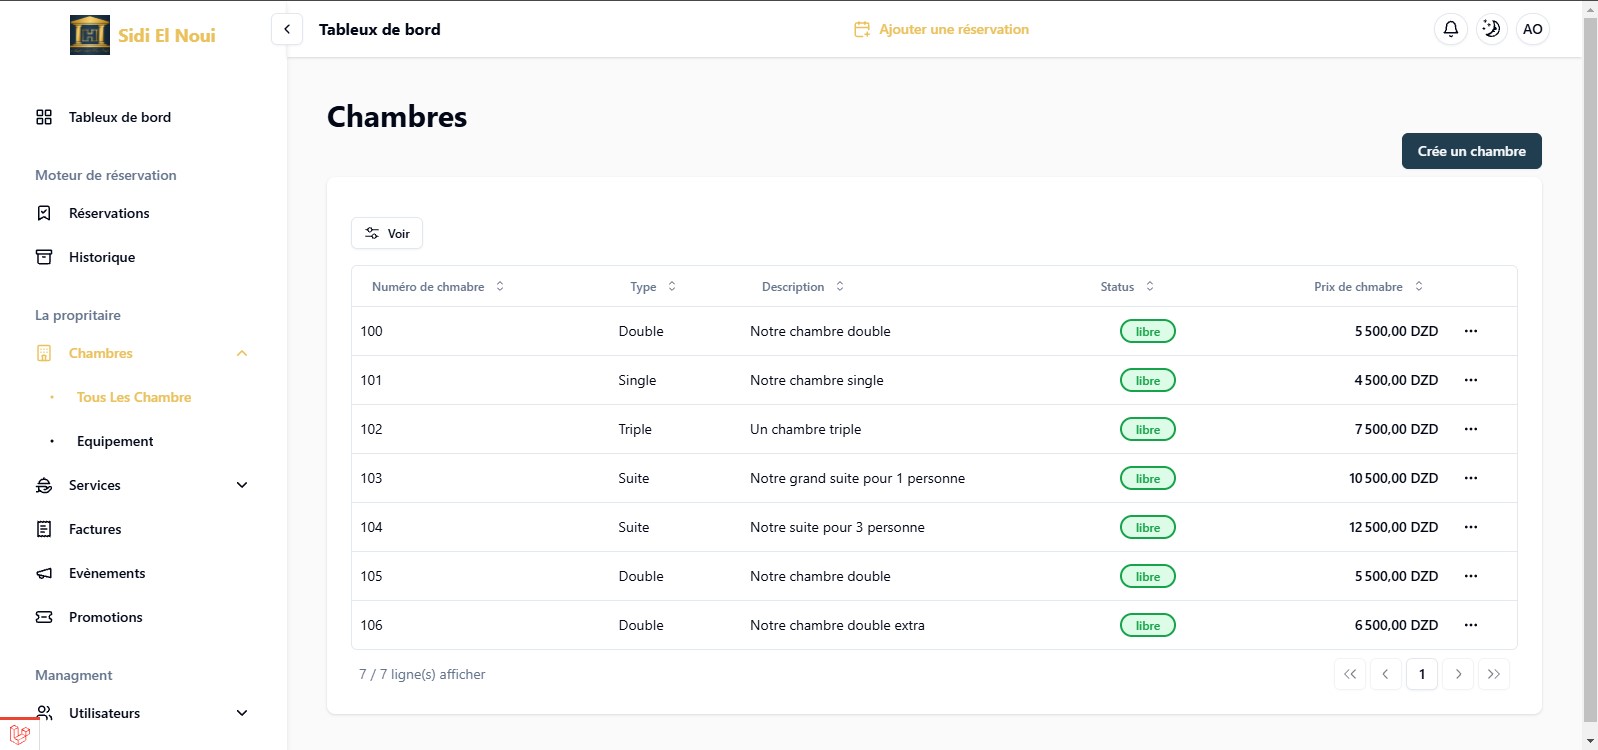 Sidi El Noui
Tableux de bord
Ajouter une réservation
AO
Tableux de bord
Moteur de réservation
Réservations
Historique
La propritaire
Chambres
Tous Les Chambre
Equipement
Services
Factures
Evènements
Promotions
Managment
Utilisateurs
Chambres
Crée un chambre
Voir
Numéro de chmabre Type Description Status Prix de chmabre
100 Double Notre chambre double libre 5 500,00 DZD
101 Single Notre chambre single libre 4 500,00 DZD
102 Triple Un chambre triple libre 7 500,00 DZD
103 Suite Notre grand suite pour 1 personne libre 10 500,00 DZD
104 Suite Notre suite pour 3 personne libre 12 500,00 DZD
105 Double Notre chambre double libre 5 500,00 DZD
106 Double Notre chambre double extra libre 6 500,00 DZD
7 / 7 ligne(s) afficher
1